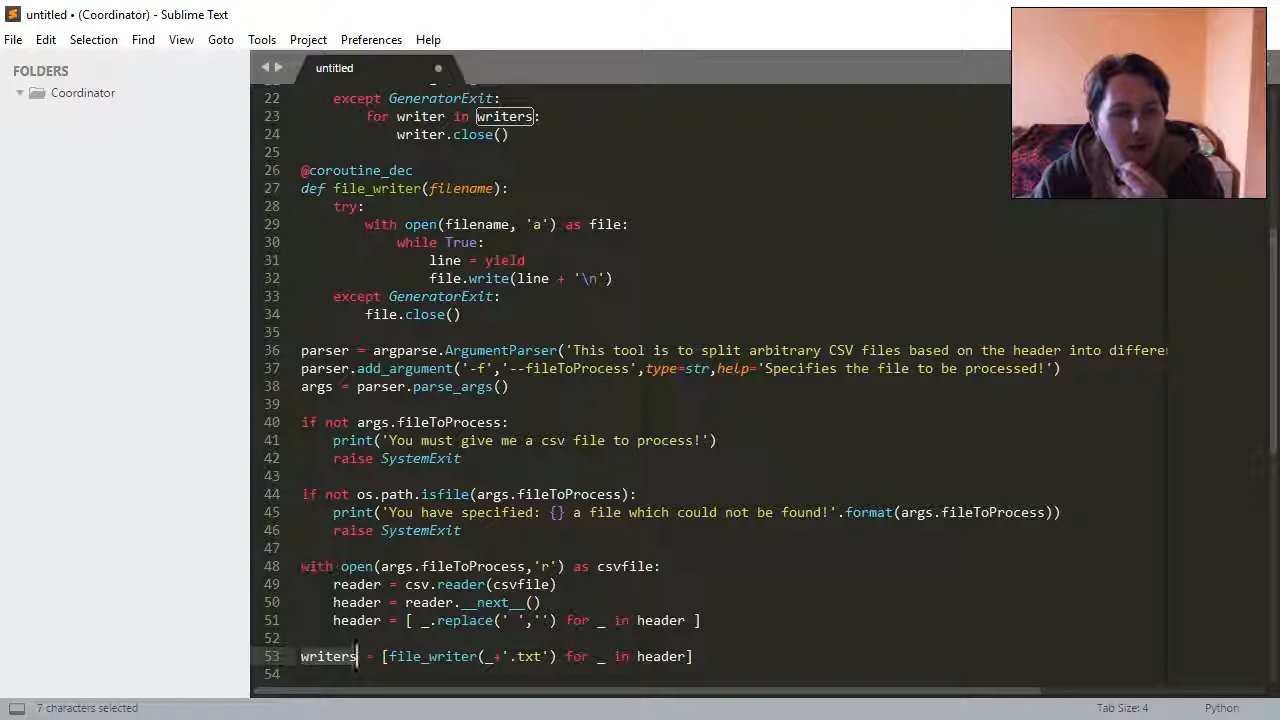 untitled • (Coordinator) - Sublime Text
File Edit Selection Find View Goto Tools Project Preferences Help
FOLDERS
Coordinator
untitled
22 except GeneratorExit:
23 for writer in writers:
24 writer.close()
25
26 @coroutine_dec
27 def file_writer(filename):
28 try:
29 with open(filename, 'a') as file:
30 while True:
31 line = yield
32 file.write(line + '\n')
33 except GeneratorExit:
34 file.close()
35
36 parser = argparse.ArgumentParser('This tool is to split arbitrary CSV files based on the header into differe
37 parser.add_argument('-f','--fileToProcess',type=str,help='Specifies the file to be processed!')
38 args = parser.parse_args()
39
40 if not args.fileToProcess:
41 print('You must give me a csv file to process!')
42 raise SystemExit
43
44 if not os.path.isfile(args.fileToProcess):
45 print('You have specified: {} a file which could not be found!'.format(args.fileToProcess))
46 raise SystemExit
47
48 with open(args.fileToProcess,'r') as csvfile:
49 reader = csv.reader(csvfile)
50 header = reader.__next__()
51 header = [ _.replace(' ','') for _ in header ]
52
53 writers = [file_writer(_+'.txt') for _ in header]
54
7 characters selected
Tab Size: 4
Python